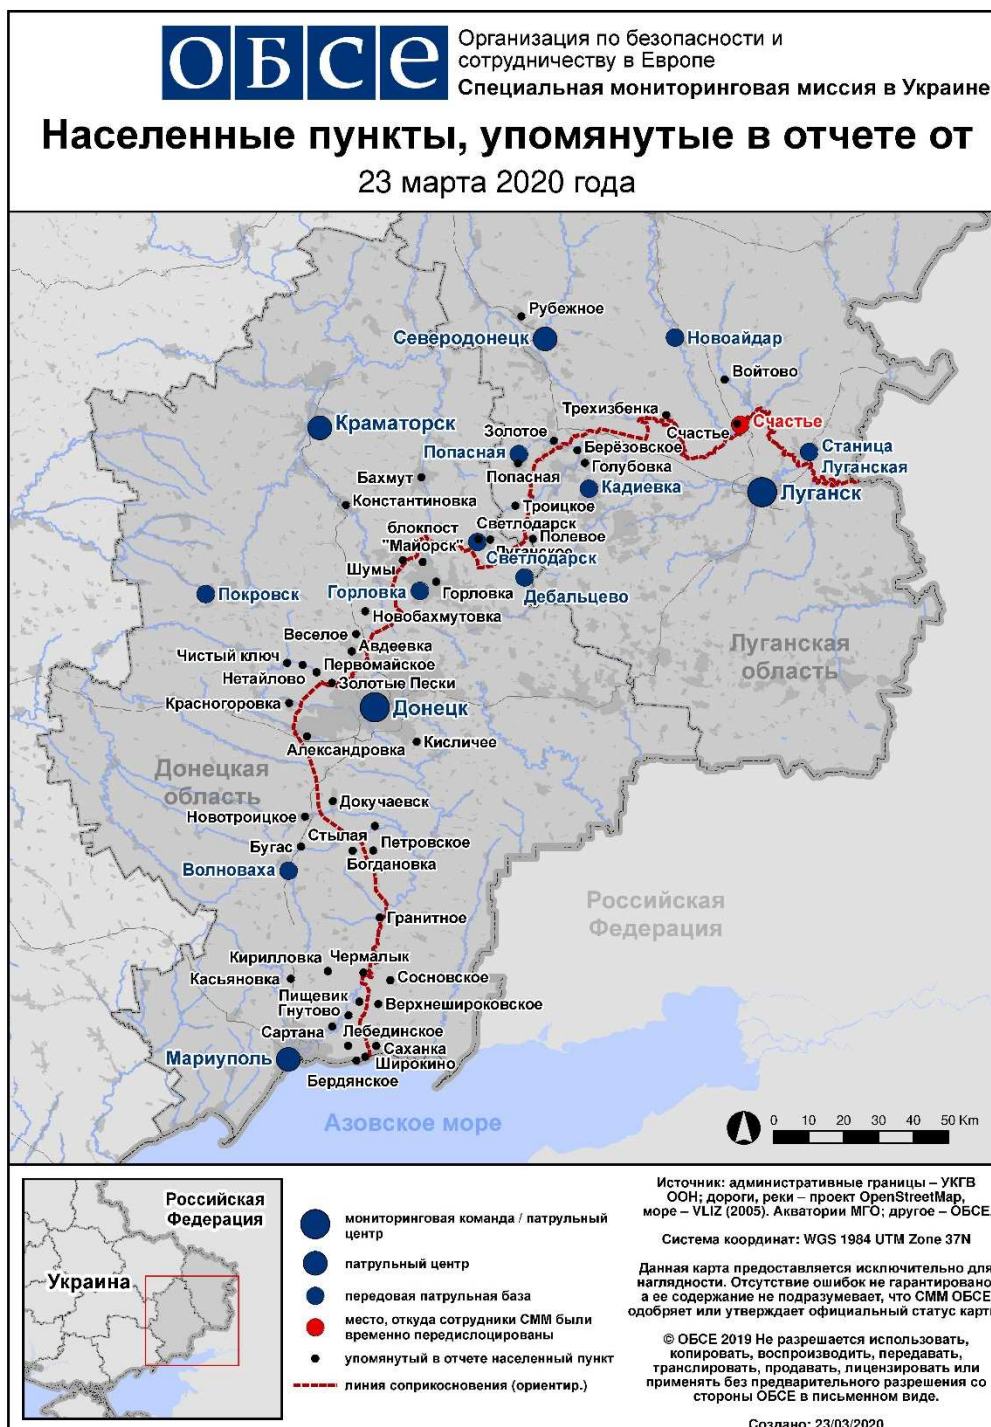 ОБСЕ
Организация по безопасности и
сотрудничеству в Европе
Специальная мониторинговая миссия в Украине
Населенные пункты, упомянутые в отчете от
23 марта 2020 года
Рубежное
Северодонецк
Новоайдар
Войтово
Трехизбенка
Счастье
Счастье
Краматорск
Золотое
Попасная
Берёзовское
Голубовка
Станица
Луганская
Попасная
Бахмут
Кадиевка
Луганск
Константиновка
Троицкое
блокпост
"Майорск"
Светлодарск
Полевое
Луганское
Светлодарск
Шумы
Горловка
Горловка
Дебальцево
Покровск
Новобахмутовка
Веселое
Авдеевка
Луганская
область
Чистый ключ
Первомайское
Нетайлово
Золотые Пески
Красногоровка
Донецк
Александровка
Кисличее
Донецкая
область
Докучаевск
Новотроицкое
Стылая
Петровское
Бугас
Богдановка
Волноваха
Российская
Федерация
Гранитное
Кирилловка
Чермалык
Касьяновка
Сосновское
Пищевик
Гнутово
Верхнешироковское
Сартана
Лебединское
Саханка
Мариуполь
Широкино
Бердянское
Азовское море
0 10 20 30 40 50 Km
Российская
Федерация
Украина
мониторинговая команда / патрульный
центр
патрульный центр
передовая патрульная база
место, откуда сотрудники СММ были
временно передислоцированы
упомянутый в отчете населенный пункт
линия соприкосновения (ориентир.)
Источник: административные границы – УКГВ
ООН; дороги, реки – проект OpenStreetMap,
море – VLIZ (2005). Акватории МГО; другое – ОБСЕ.
Система координат: WGS 1984 UTM Zone 37N
Данная карта предоставляется исключительно для
наглядности. Отсутствие ошибок не гарантировано,
а ее содержание не подразумевает, что СММ ОБСЕ
одобряет или утверждает официальный статус карты
© ОБСЕ 2019 Не разрешается использовать,
копировать, воспроизводить, передавать,
транслировать, продавать, лицензировать или
применять без предварительного разрешения со
стороны ОБСЕ в письменном виде.
Создано: 23/03/2020